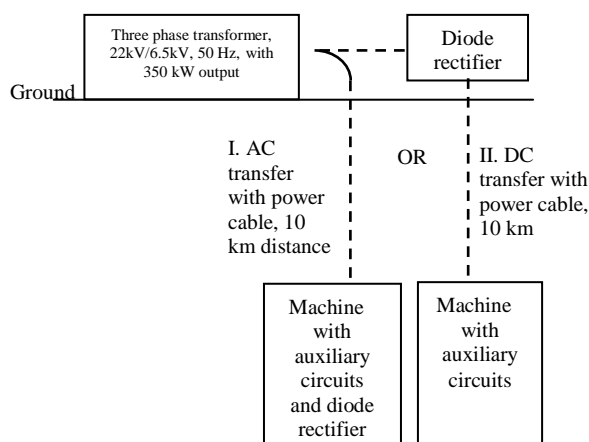 Three phase transformer,
22kV/6.5kV, 50 Hz, with
350 kW output
Diode
rectifier
Ground
I. AC
transfer
with power
cable, 10
km distance
OR
II. DC
transfer with
power cable,
10 km
Machine
with
auxiliary
circuits
and diode
rectifier
Machine
with
auxiliary
circuits